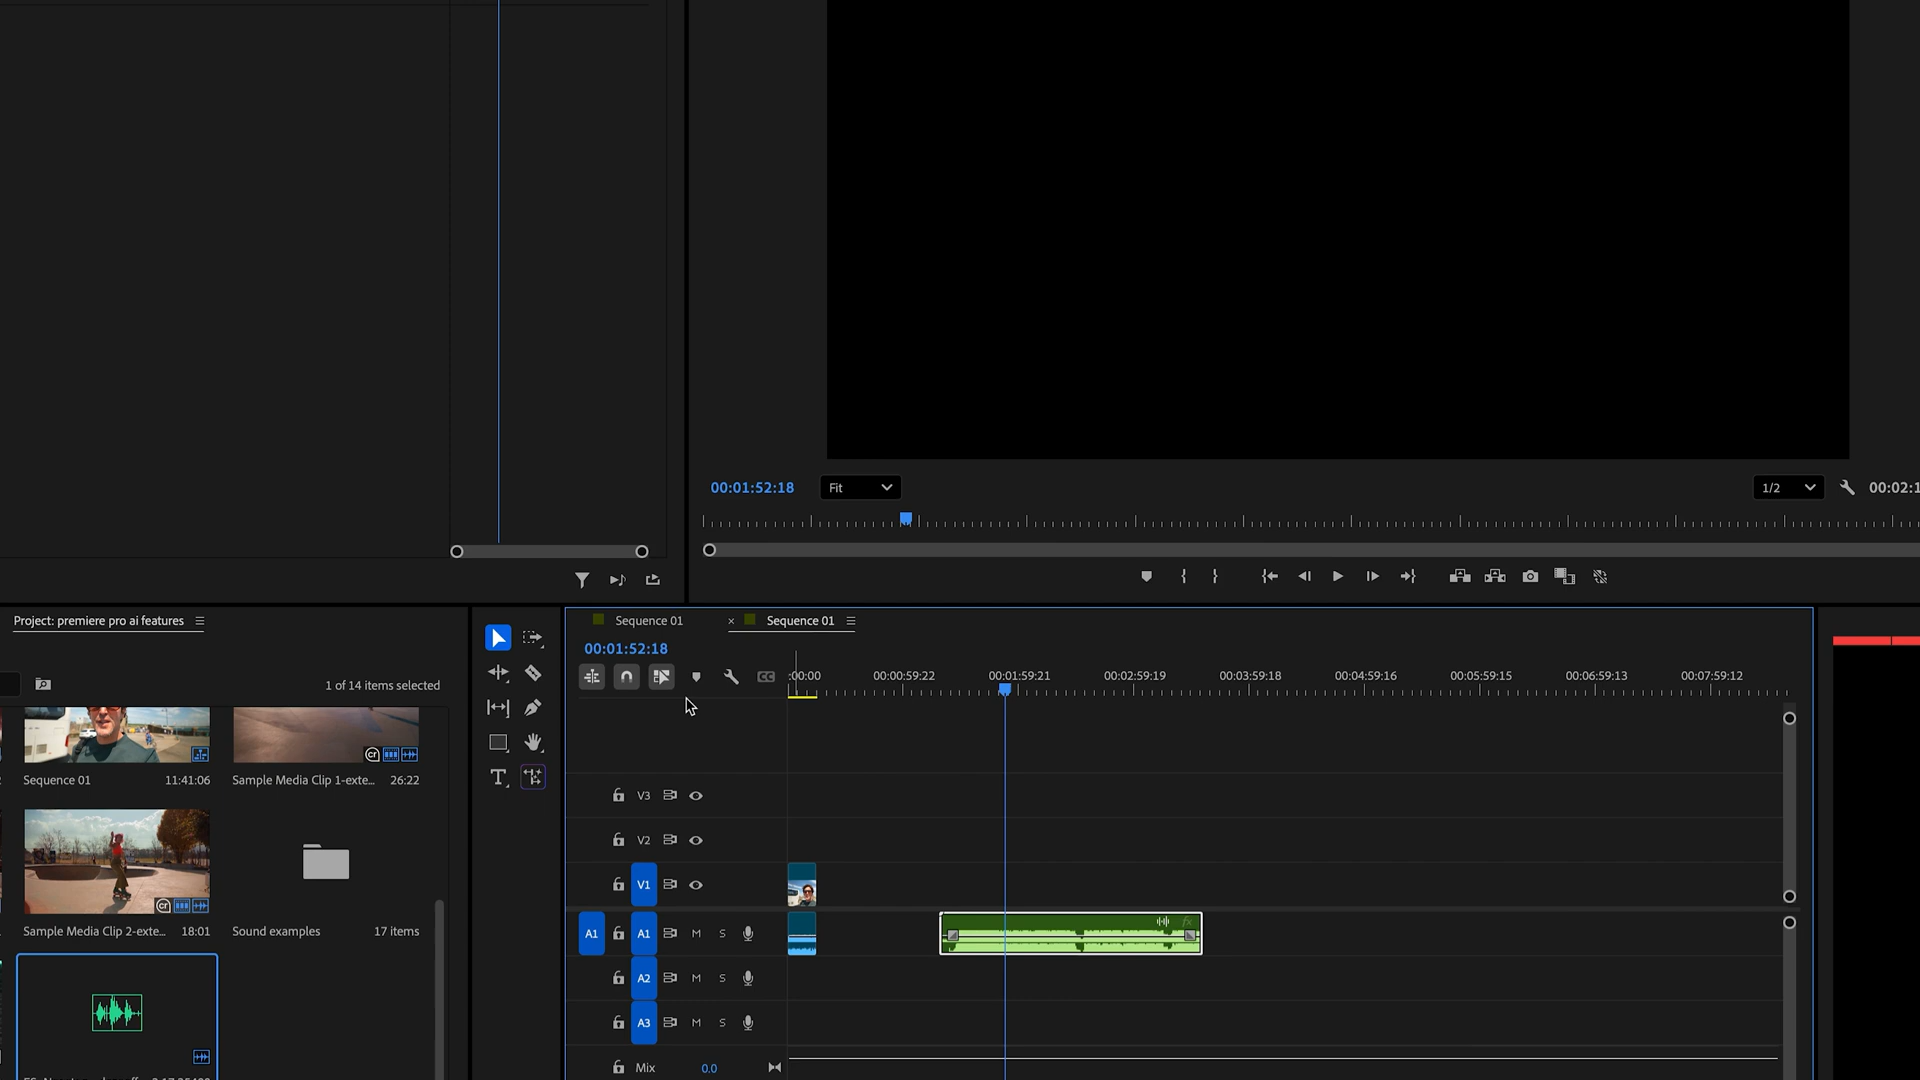 00:01:52:18
Fit
1/2
00:02:1
Project: premiere pro ai features
1 of 14 items selected
Sequence 01
11:41:06
Sample Media Clip 1-exte...
26:22
Sample Media Clip 2-exte...
18:01
Sound examples
17 items
T
Sequence 01
× Sequence 01
00:01:52:18
CC
:00:00
00:00:59:22
00:01:59:21
00:02:59:19
00:03:59:18
00:04:59:16
00:05:59:15
00:06:59:13
00:07:59:12
V3
V2
V1
A1 A1 M S
fx
A2 M S
A3 M S
Mix 0.0